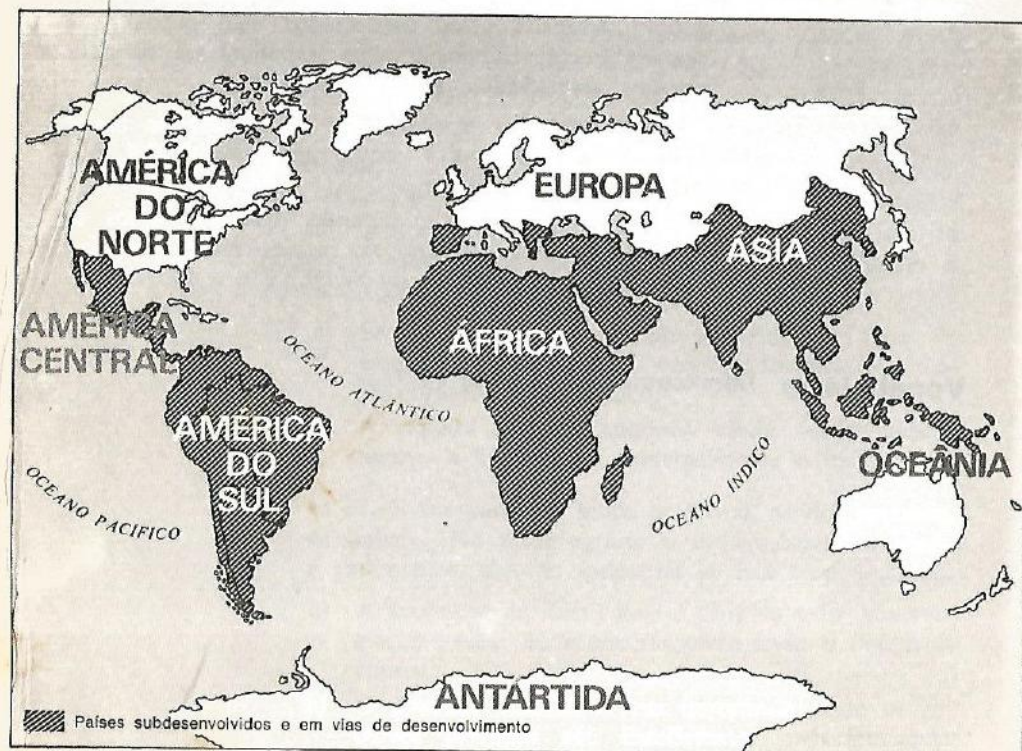 AMÉRICA
DO
NORTE
EUROPA
ÁSIA
AMÉRICA
CENTRAL
OCEANO ATLÂNTICO
ÁFRICA
AMÉRICA
DO
SUL
OCEANO PACIFICO
OCEANO ÍNDICO
OCEÂNIA
ANTÁRTIDA
Países subdesenvolvidos e em vias de desenvolvimento